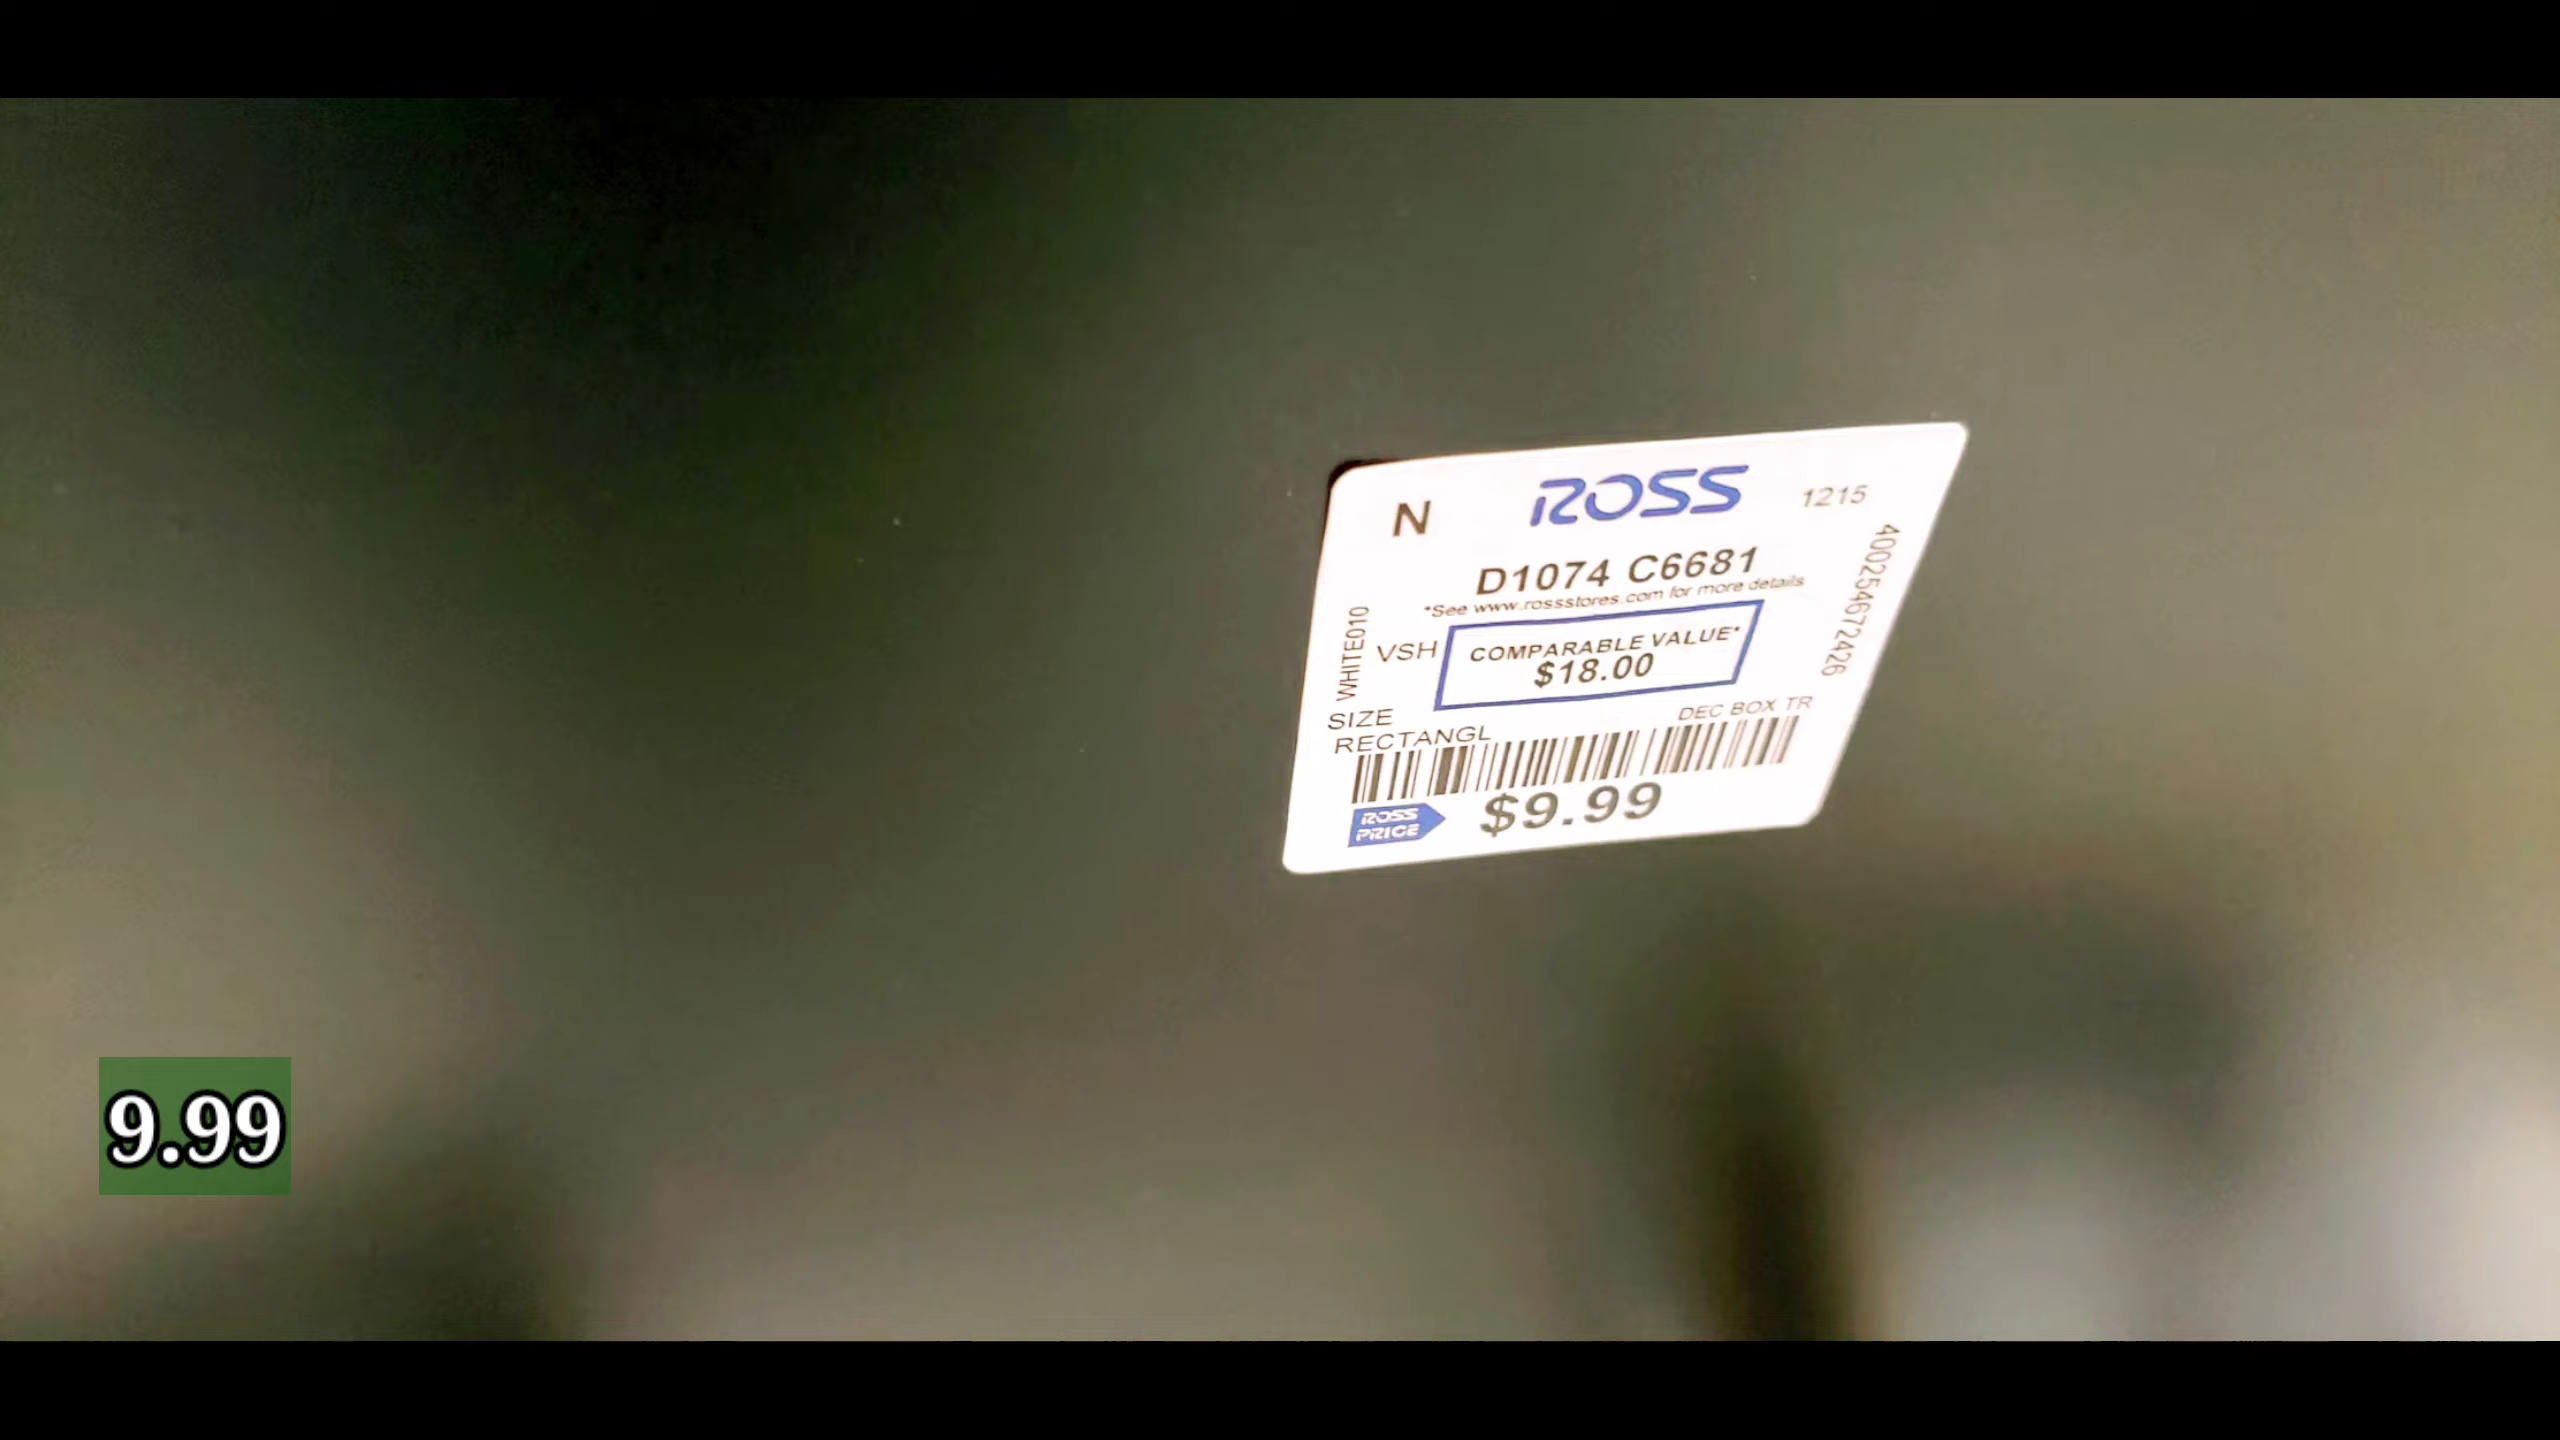 N ROSS 1215
D1074 C6681
*See www.rossstores.com for more details
400254672426
WHITE010
VSH
COMPARABLE VALUE*
$18.00
SIZE
RECTANGL
DEC BOX TR
ROSS
PRICE
$9.99
9.99